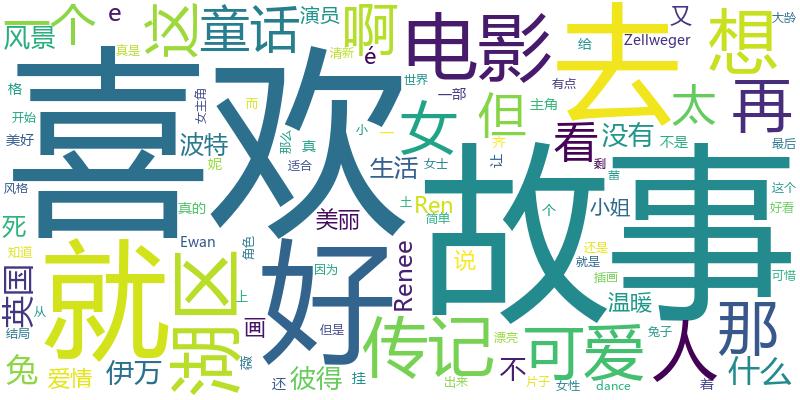 一个
e
这
童话
演员
啊
电影
去
又
想
大龄
风景
真是
清新
é
给
Zellweger
格
喜欢
女主角
而
世界
有点
一部
主角
再
开始
美好
波特
那么
真
小
一
女
但
看
没有
太
适合
生活
女士
齐
让
不是
最后
风格
妮
剩
这个
死
真的
美丽
Ren
土
简单
个
故事
小姐
苗
好看
知道
Ewan
角色
因为
Renee
说
还是
就是
英国
就
湖区
上
好
插画
可惜
温暖
那
从
画
但是
结局
传记
漂亮
可爱
兔子
人
什么
兔
爱情
伊万
还
彼得
挂
出来
不
片子
女性
dance
着